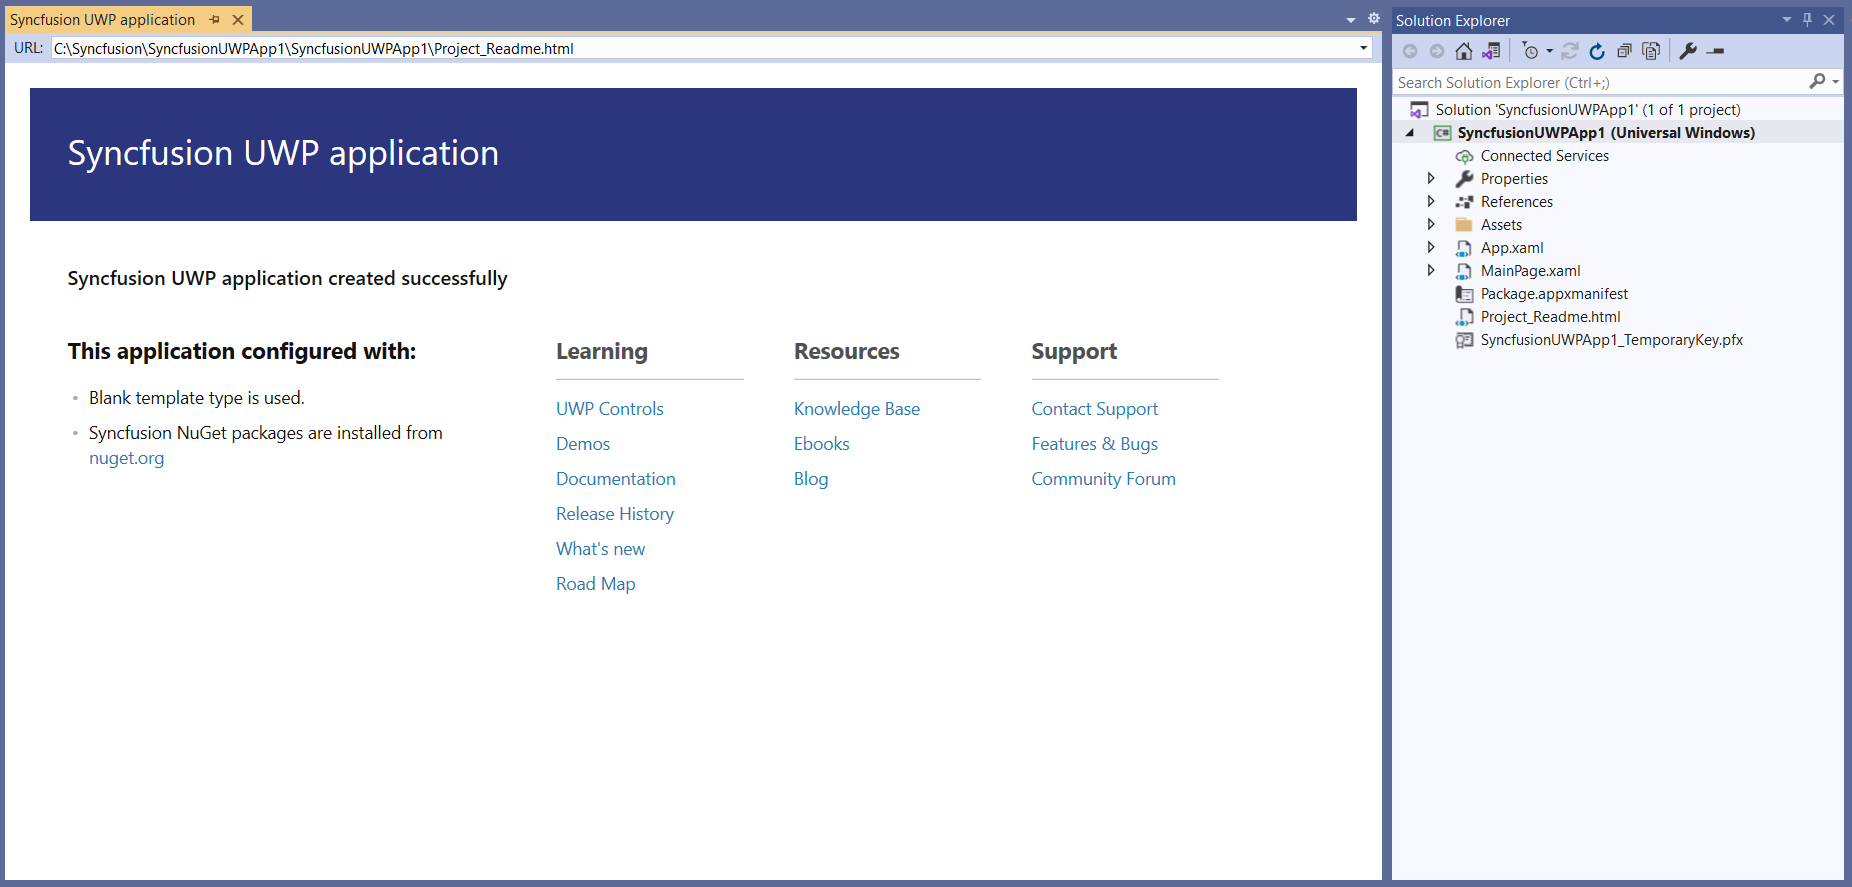 Syncfusion UWP application
URL: C:\Syncfusion\SyncfusionUWPApp1\SyncfusionUWPApp1\Project_Readme.html
Syncfusion UWP application
Syncfusion UWP application created successfully
This application configured with:
Blank template type is used.
Syncfusion NuGet packages are installed from
nuget.org
Learning
UWP Controls
Demos
Documentation
Release History
What's new
Road Map
Resources
Knowledge Base
Ebooks
Blog
Support
Contact Support
Features & Bugs
Community Forum
Solution Explorer
Search Solution Explorer (Ctrl+;)
Solution 'SyncfusionUWPApp1' (1 of 1 project)
C# SyncfusionUWPApp1 (Universal Windows)
Connected Services
Properties
References
Assets
App.xaml
MainPage.xaml
Package.appxmanifest
Project_Readme.html
SyncfusionUWPApp1_TemporaryKey.pfx